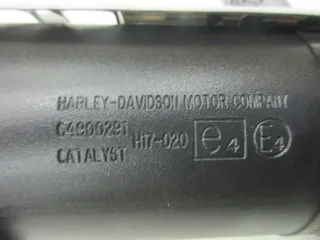 HARLEY-DAVIDSON MOTOR COMPANY
64900291
CATALYST H17-020 e4 E4